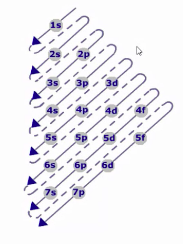 1s
2s 2p
3s 3p 3d
4s 4p 4d 4f
5s 5p 5d 5f
6s 6p 6d
7s 7p